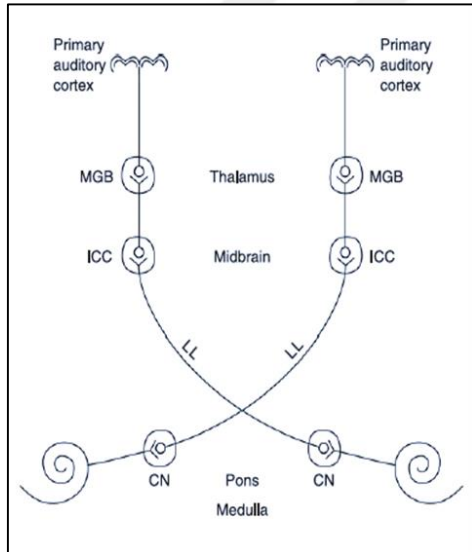 Primary
auditory
cortex
Primary
auditory
cortex
MGB
Thalamus
MGB
ICC
Midbrain
ICC
LL
LL
CN
Pons
CN
Medulla